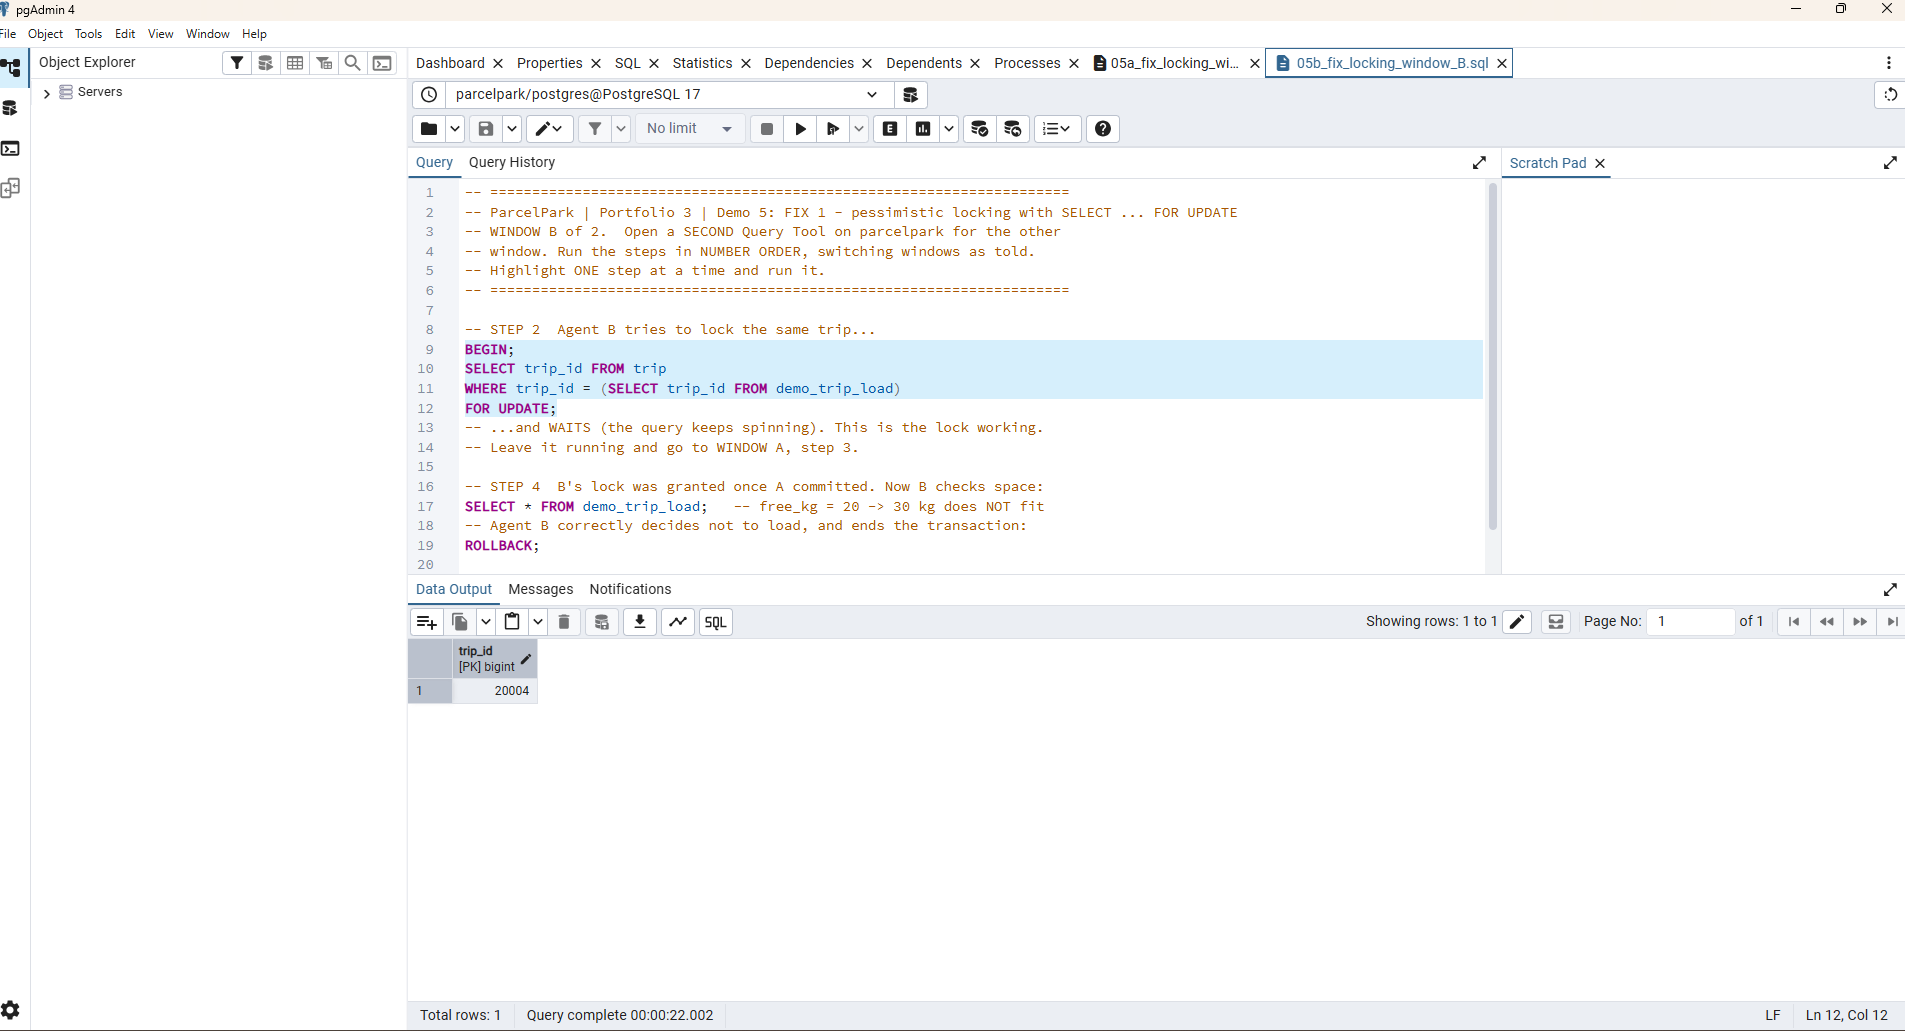 pgAdmin 4
File Object Tools Edit View Window Help
Object Explorer
Dashboard Properties SQL Statistics Dependencies Dependents Processes 05a_fix_locking_wi... 05b_fix_locking_window_B.sql
Servers
parcelpark/postgres@PostgreSQL 17
No limit
E
Query Query History
Scratch Pad
1 -- =====================================================================
2 -- ParcelPark | Portfolio 3 | Demo 5: FIX 1 - pessimistic locking with SELECT ... FOR UPDATE
3 -- WINDOW B of 2.  Open a SECOND Query Tool on parcelpark for the other
4 -- window. Run the steps in NUMBER ORDER, switching windows as told.
5 -- Highlight ONE step at a time and run it.
6 -- =====================================================================
7
8 -- STEP 2  Agent B tries to lock the same trip...
9 BEGIN;
10 SELECT trip_id FROM trip
11 WHERE trip_id = (SELECT trip_id FROM demo_trip_load)
12 FOR UPDATE;
13 -- ...and WAITS (the query keeps spinning). This is the lock working.
14 -- Leave it running and go to WINDOW A, step 3.
15
16 -- STEP 4  B's lock was granted once A committed. Now B checks space:
17 SELECT * FROM demo_trip_load;   -- free_kg = 20 -> 30 kg does NOT fit
18 -- Agent B correctly decides not to load, and ends the transaction:
19 ROLLBACK;
20
Data Output Messages Notifications
SQL
Showing rows: 1 to 1
Page No: 1 of 1
trip_id
[PK] bigint
1 20004
Total rows: 1 Query complete 00:00:22.002
LF Ln 12, Col 12